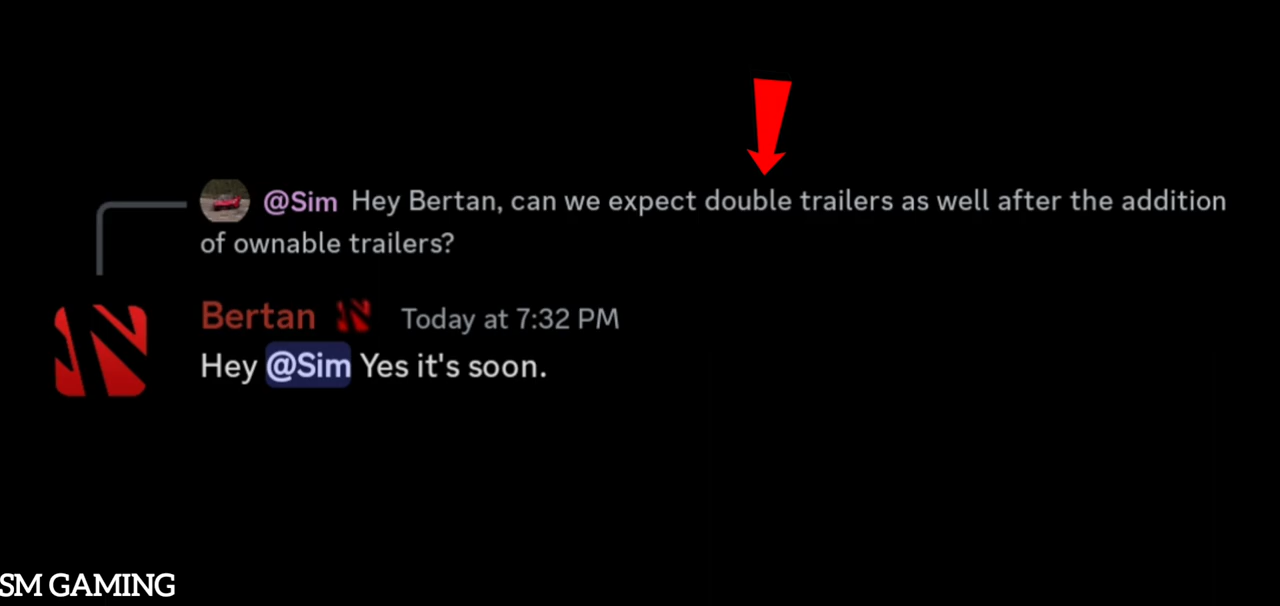 @Sim Hey Bertan, can we expect double trailers as well after the addition
of ownable trailers?
Bertan Today at 7:32 PM
Hey @Sim Yes it's soon.
SM GAMING